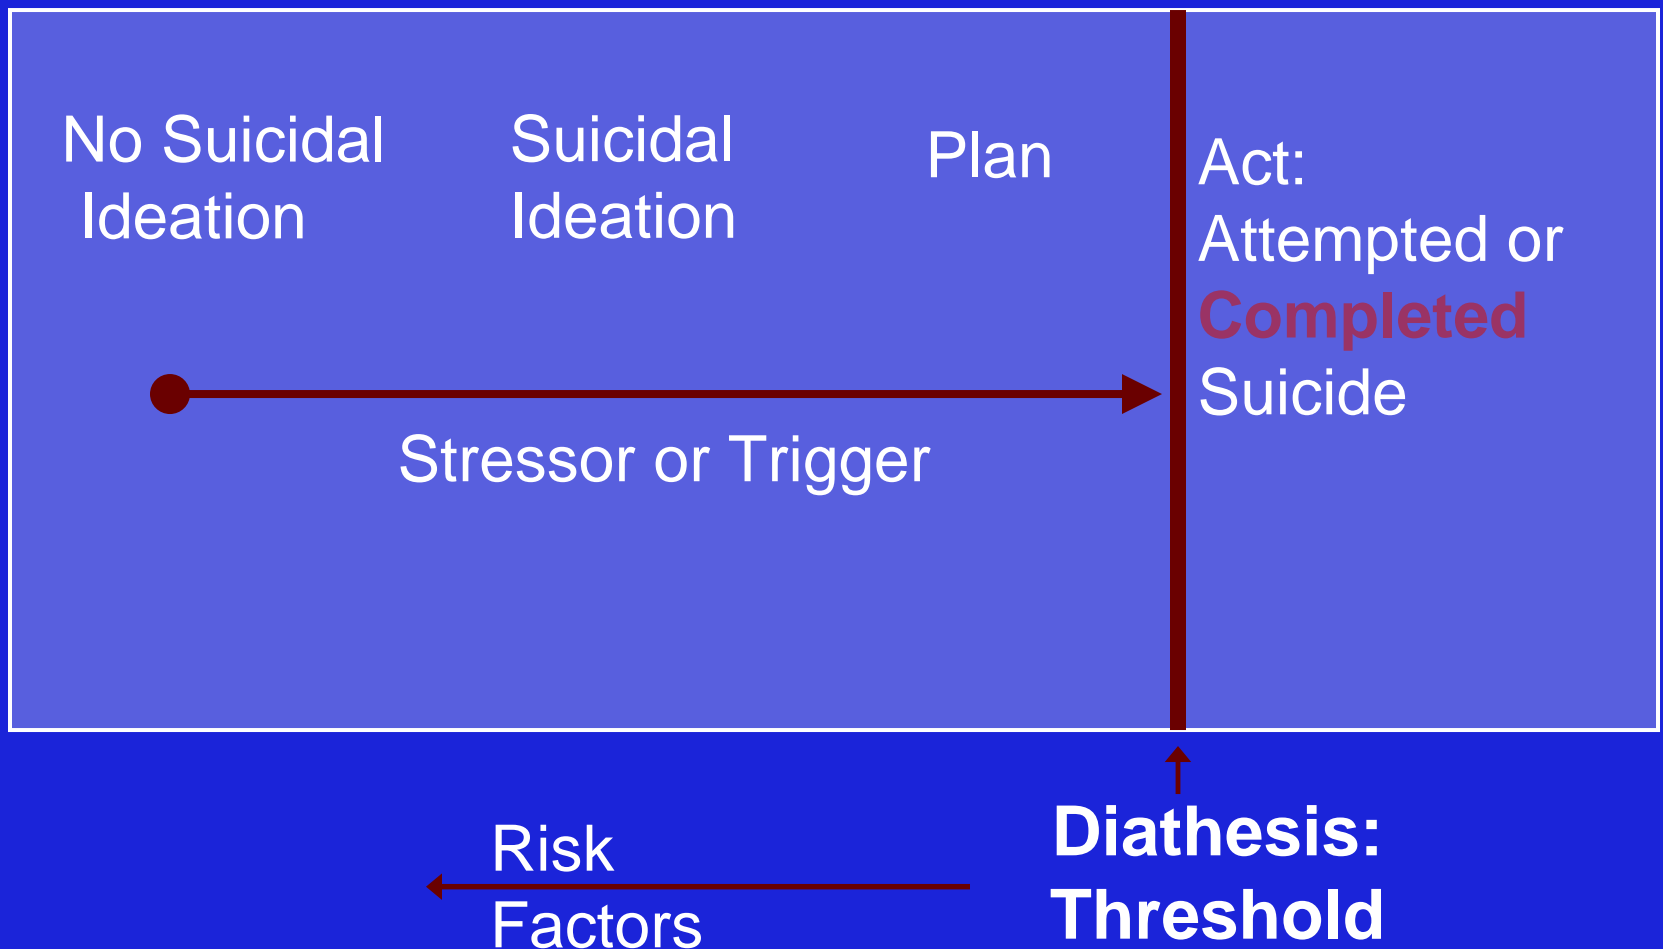 No Suicidal
Ideation
Suicidal
Ideation
Plan
Act:
Attempted or
Completed
Suicide
Stressor or Trigger
Risk
Factors
Diathesis:
Threshold